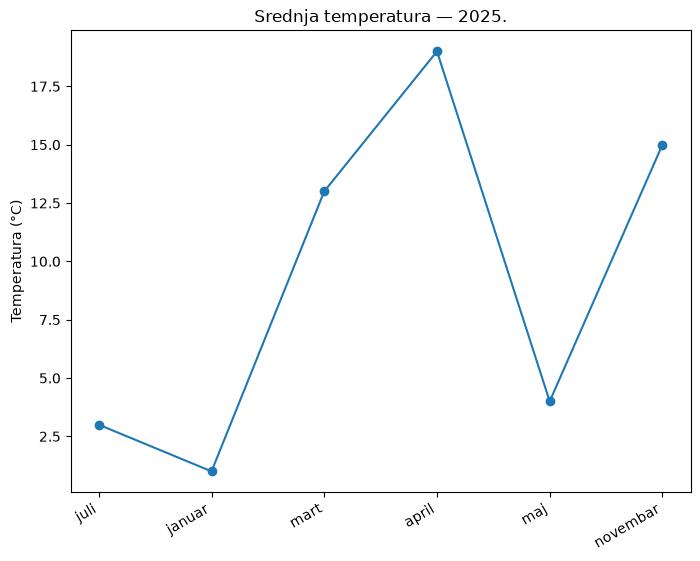 Srednja temperatura — 2025.
Temperatura (°C)
17.5
15.0
12.5
10.0
7.5
5.0
2.5
juli
januar
mart
april
maj
novembar